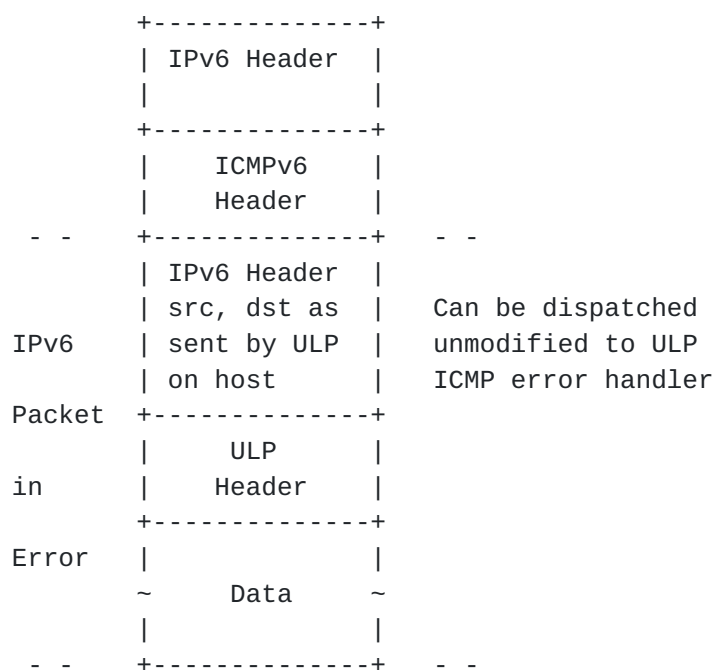 +--------------+
| IPv6 Header  |
|              |
+--------------+
|    ICMPv6    |
|    Header    |
- -   +--------------+   - -
| IPv6 Header  |
| src, dst as  |   Can be dispatched
IPv6    | sent by ULP  |   unmodified to ULP
| on host      |   ICMP error handler
Packet  +--------------+
|     ULP      |
in      |    Header    |
+--------------+
Error   |              |
~     Data     ~
|              |
- -   +--------------+   - -